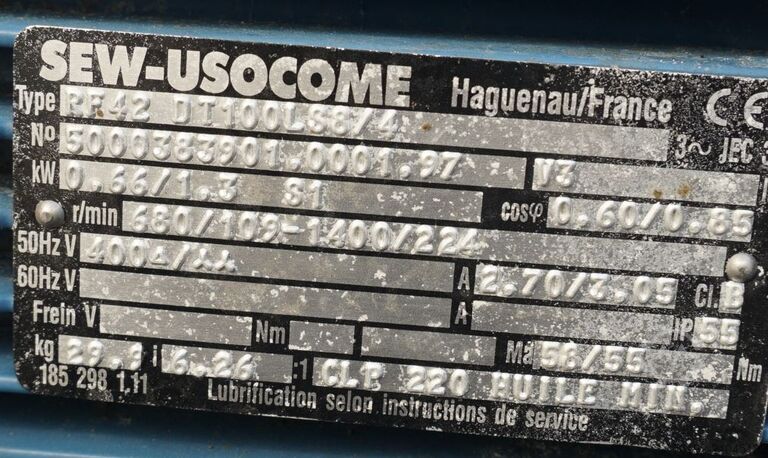 SEW-USOCOME Haguenau/France CE
Type RF42 DT100LS8/4 3~ JEC 3
No 5000383901.0001.97 V3
kW 0.66/1.3 S1 cosφ 0.60/0.85
r/min 680/109-1400/224
50Hz V 400Δ/⅄⅄ A 2.70/3.05 Cl. B
60Hz V A IP 55
Frein V Nm Ma 58/55 Nm
kg 29.9 i 6.26 :1 CLP 220 HUILE MIN.
185 298 1.11 Lubrification selon instructions de service